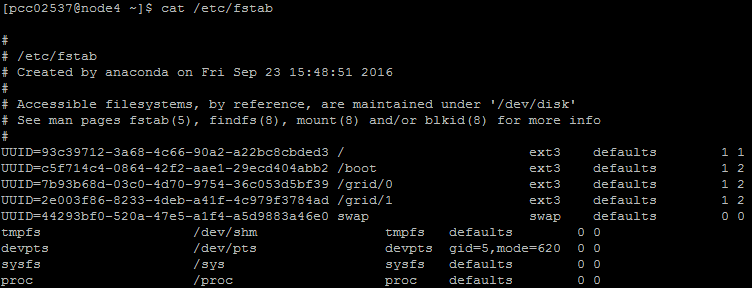 [pcc02537@node4 ~]$ cat /etc/fstab
#
# /etc/fstab
# Created by anaconda on Fri Sep 23 15:48:51 2016
#
# Accessible filesystems, by reference, are maintained under '/dev/disk'
# See man pages fstab(5), findfs(8), mount(8) and/or blkid(8) for more info
#
UUID=93c39712-3a68-4c66-90a2-a22bc8cbded3 /                       ext3    defaults        1 1
UUID=c5f714c4-0864-42f2-aae1-29ecd404abb2 /boot                   ext3    defaults        1 2
UUID=7b93b68d-03c0-4d70-9754-36c053d5bf39 /grid/0                 ext3    defaults        1 2
UUID=2e003f86-8233-4deb-a41f-4c979f3784ad /grid/1                 ext3    defaults        1 2
UUID=44293bf0-520a-47e5-a1f4-a5d9883a46e0 swap                    swap    defaults        0 0
tmpfs                   /dev/shm                tmpfs   defaults        0 0
devpts                  /dev/pts                devpts  gid=5,mode=620  0 0
sysfs                   /sys                    sysfs   defaults        0 0
proc                    /proc                   proc    defaults        0 0